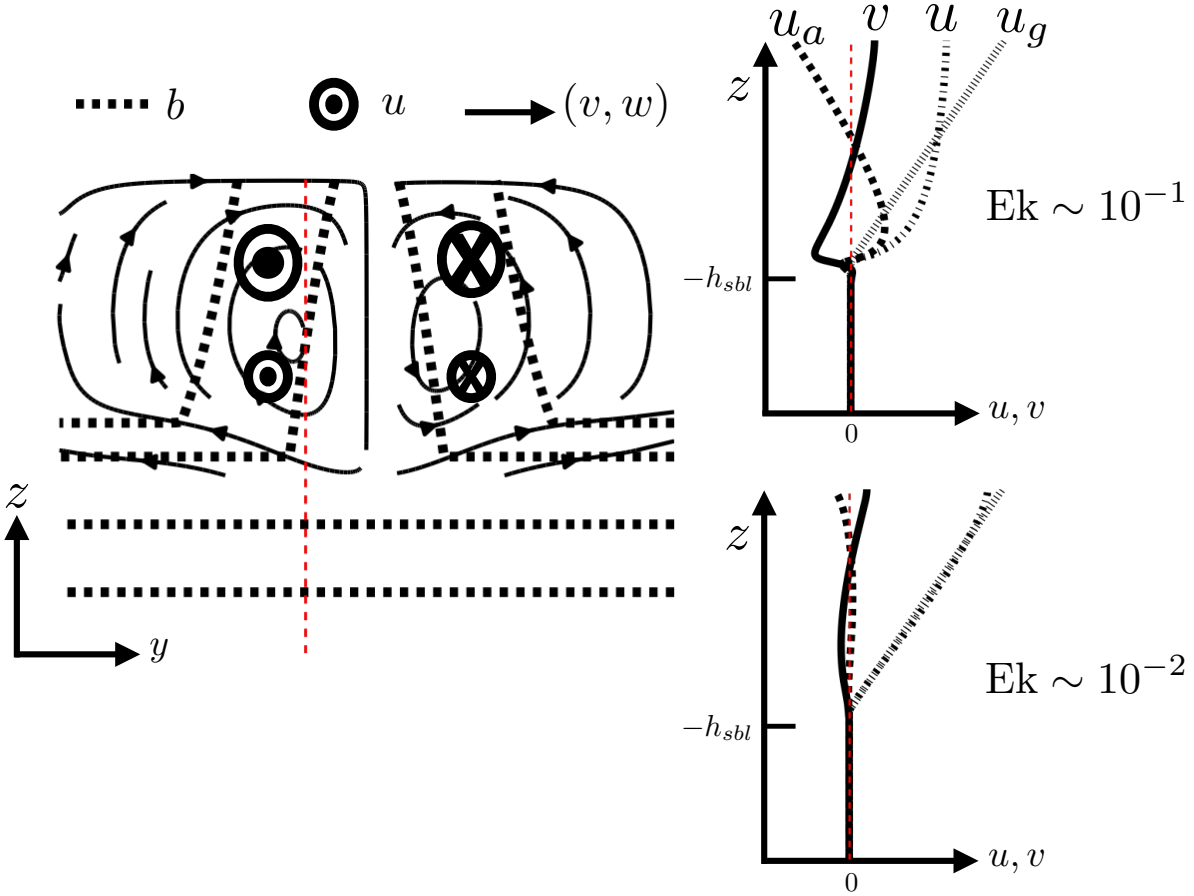 b
u
(v, w)
z
y
u_a
v
u
u_g
z
−h_{sbl}
Ek ∼ 10^{−1}
u, v
0
z
−h_{sbl}
Ek ∼ 10^{−2}
u, v
0